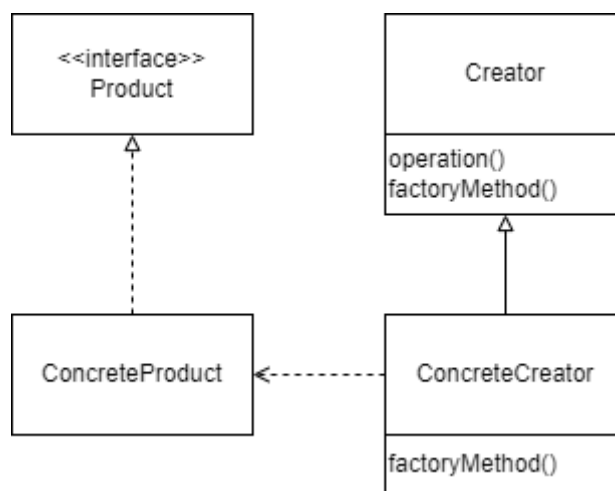 <<interface>>
Product
Creator
operation()
factoryMethod()
ConcreteProduct
ConcreteCreator
factoryMethod()